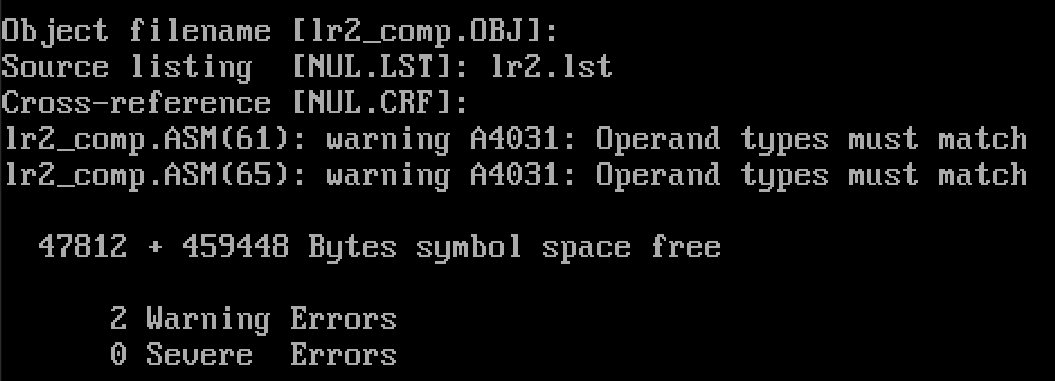 Object filename [lr2_comp.OBJ]:
Source listing  [NUL.LST]: lr2.lst
Cross-reference [NUL.CRF]:
lr2_comp.ASM(61): warning A4031: Operand types must match
lr2_comp.ASM(65): warning A4031: Operand types must match
47812 + 459448 Bytes symbol space free
2 Warning Errors
0 Severe  Errors